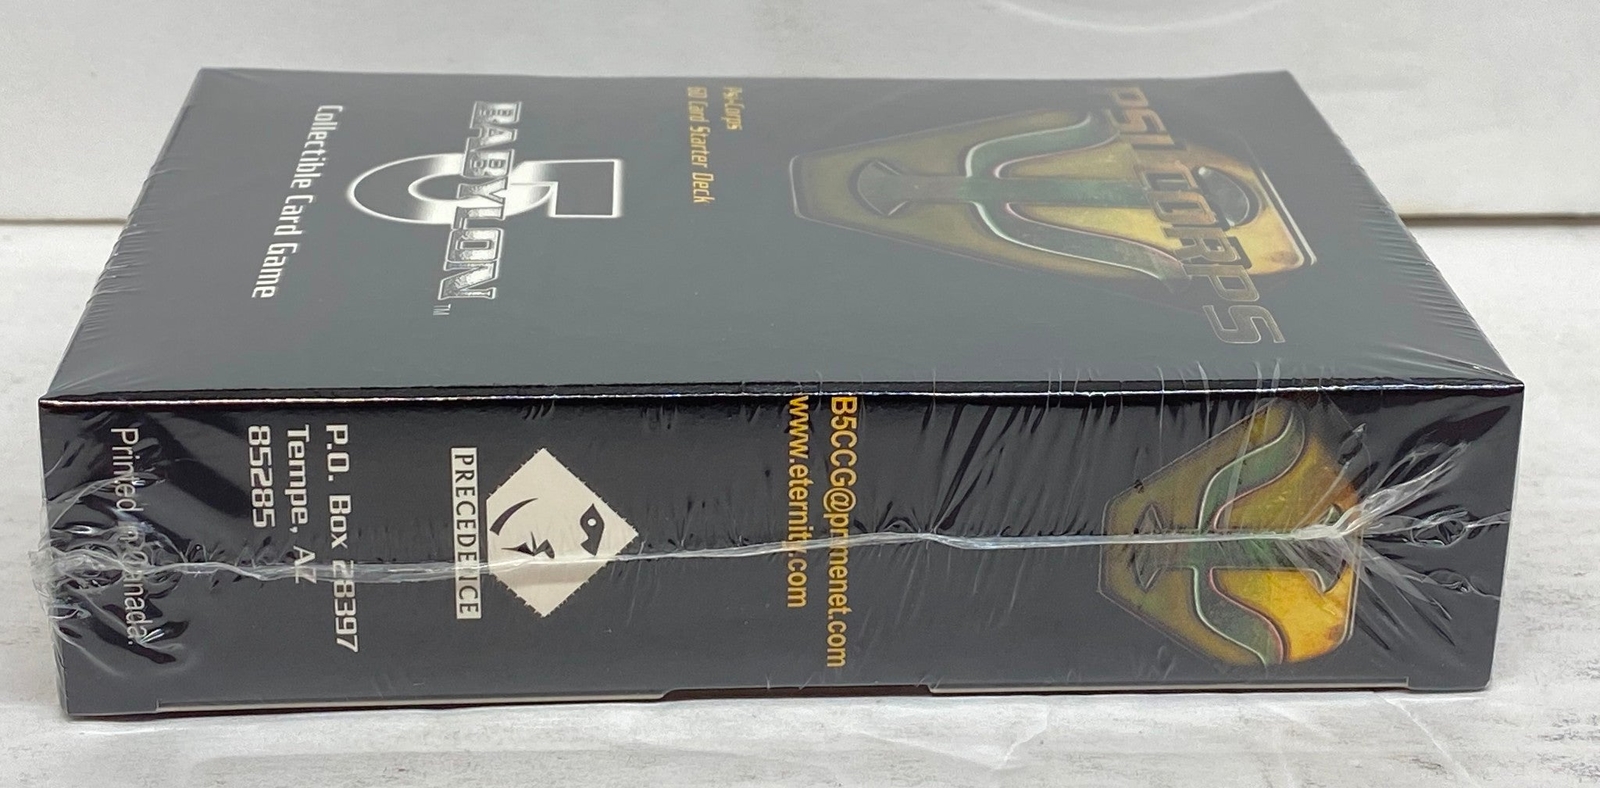 PSI CORPS
Psi-Corps
60 Card Starter Deck
BABYLON
5
™
Collectible Card Game
B5CCG@primenet.com
www.eternity.com
PRECEDENCE
P.O. Box 28397
Tempe, AZ
85285
Printed in Canada.